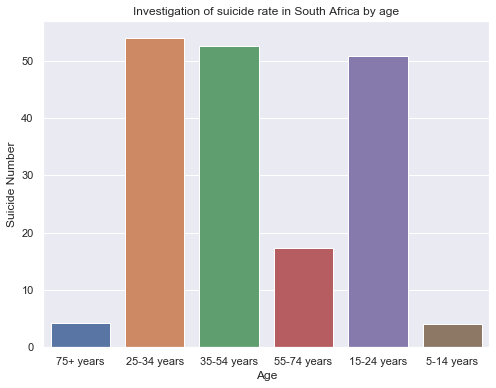 Investigation of suicide rate in South Africa by age
Suicide Number
50
40
30
20
10
0
75+ years 25-34 years 35-54 years 55-74 years 15-24 years 5-14 years
Age